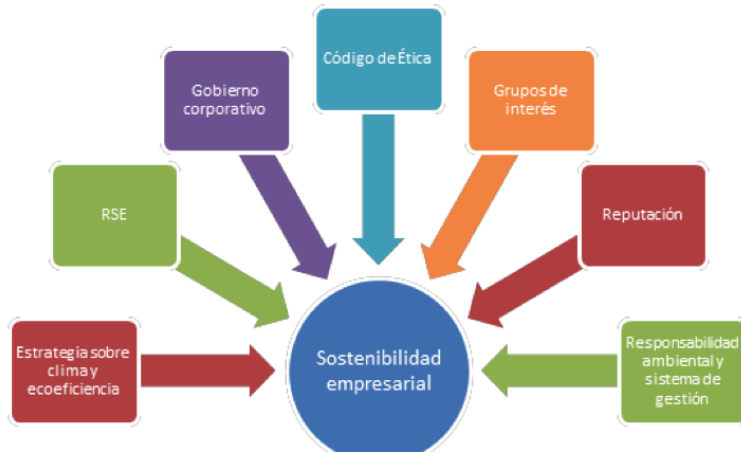 Código de Ética
Gobierno
corporativo
Grupos de
interés
RSE
Reputación
Estrategia sobre
clima y
ecoeficiencia
Sostenibilidad
empresarial
Responsabilidad
ambiental y
sistema de
gestión